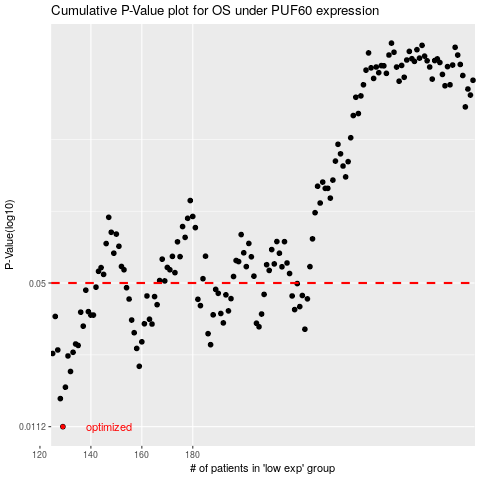 Cumulative P-Value plot for OS under PUF60 expression
P-Value(log10)
0.05
0.0112
optimized
120 140 160 180
# of patients in 'low exp' group